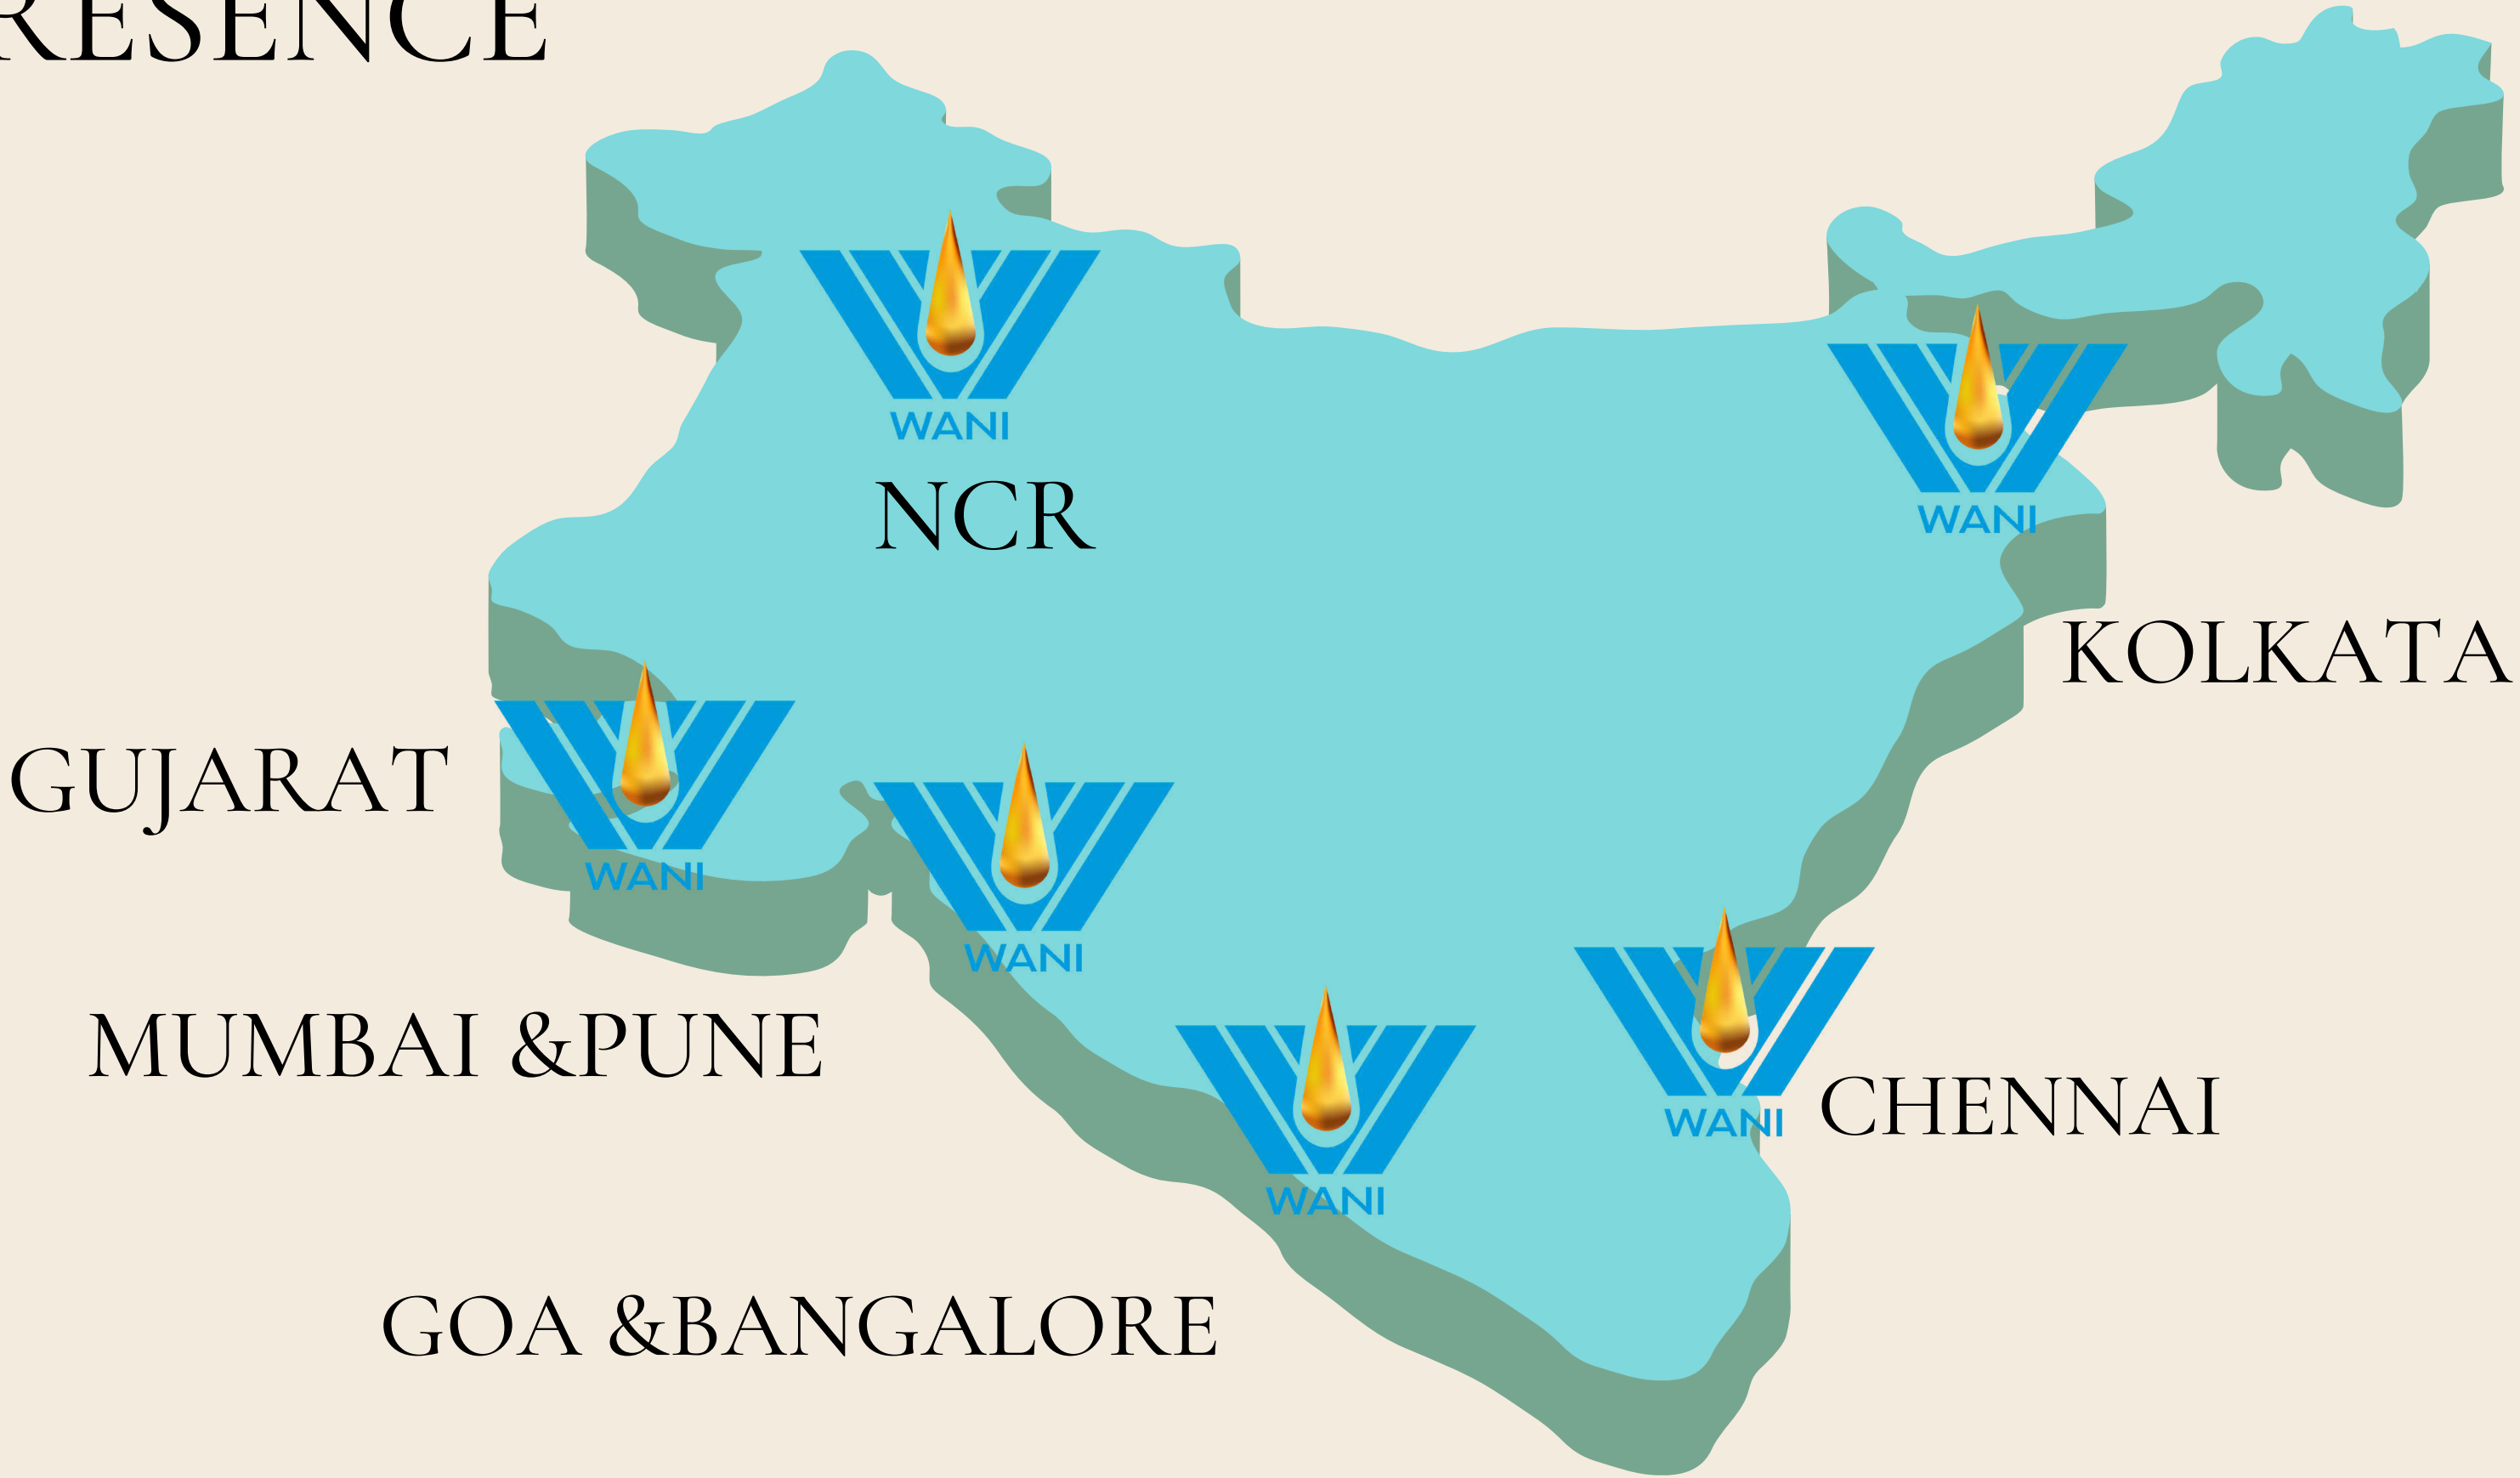 RESENCE
WANI
NCR
WANI
KOLKATA
GUJARAT
WANI
WANI
MUMBAI &PUNE
WANI
CHENNAI
WANI
GOA &BANGALORE